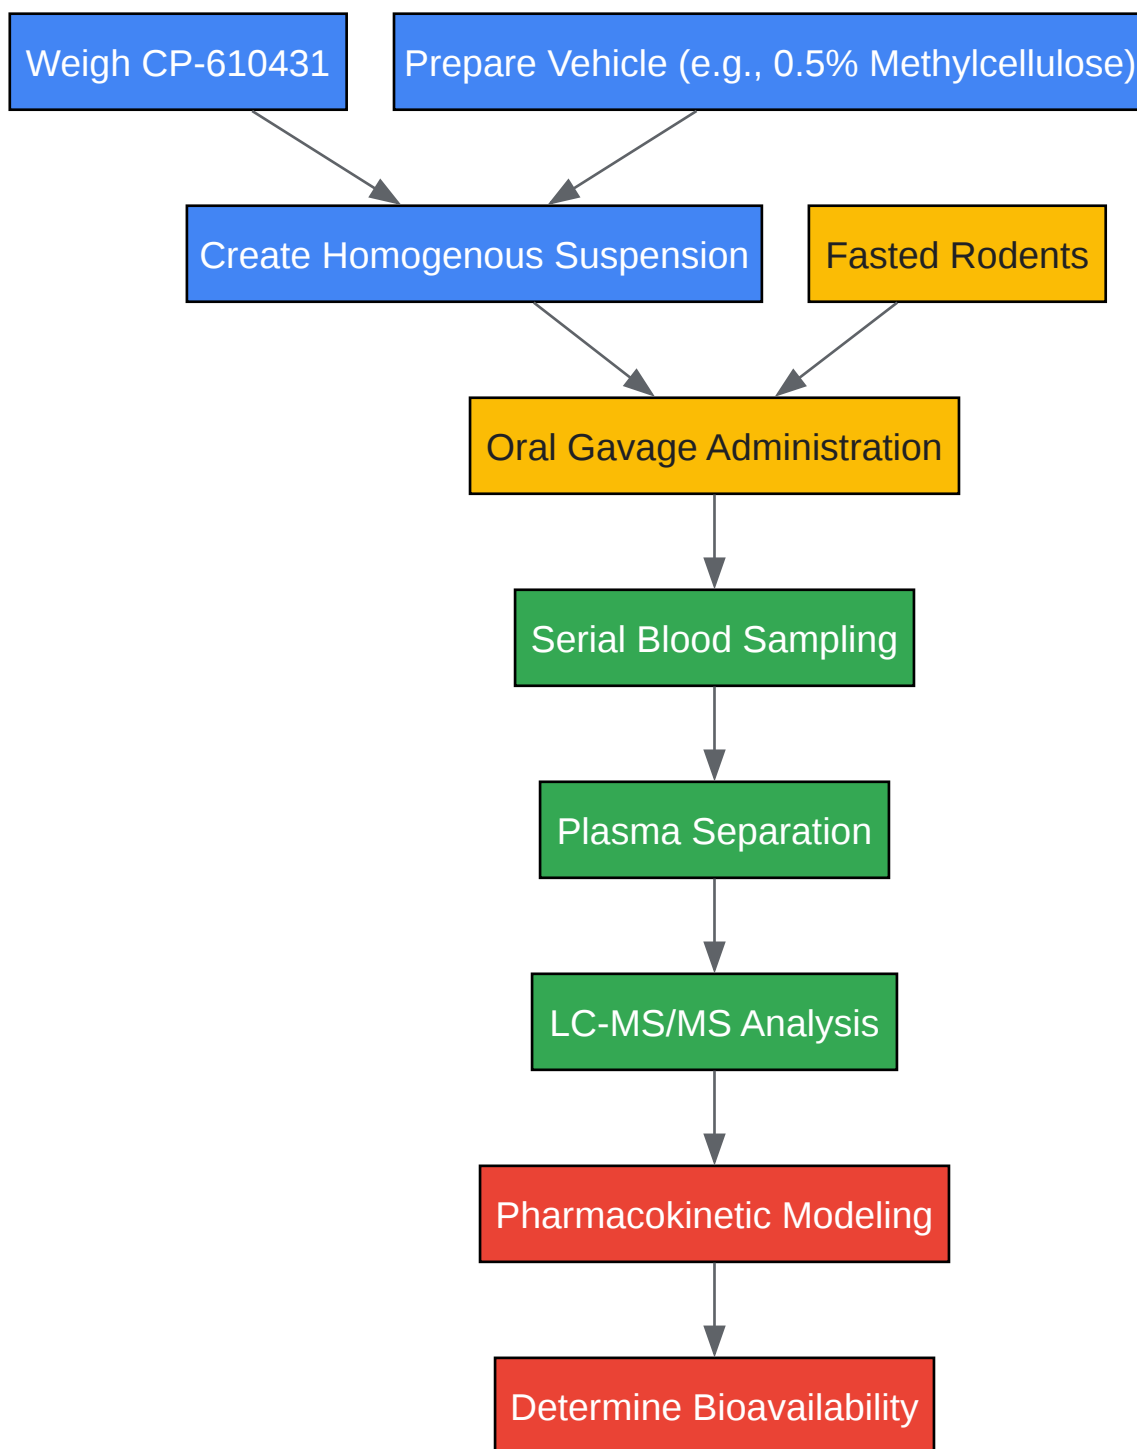 Weigh CP-610431
Prepare Vehicle (e.g., 0.5% Methylcellulose)
Create Homogenous Suspension
Fasted Rodents
Oral Gavage Administration
Serial Blood Sampling
Plasma Separation
LC-MS/MS Analysis
Pharmacokinetic Modeling
Determine Bioavailability